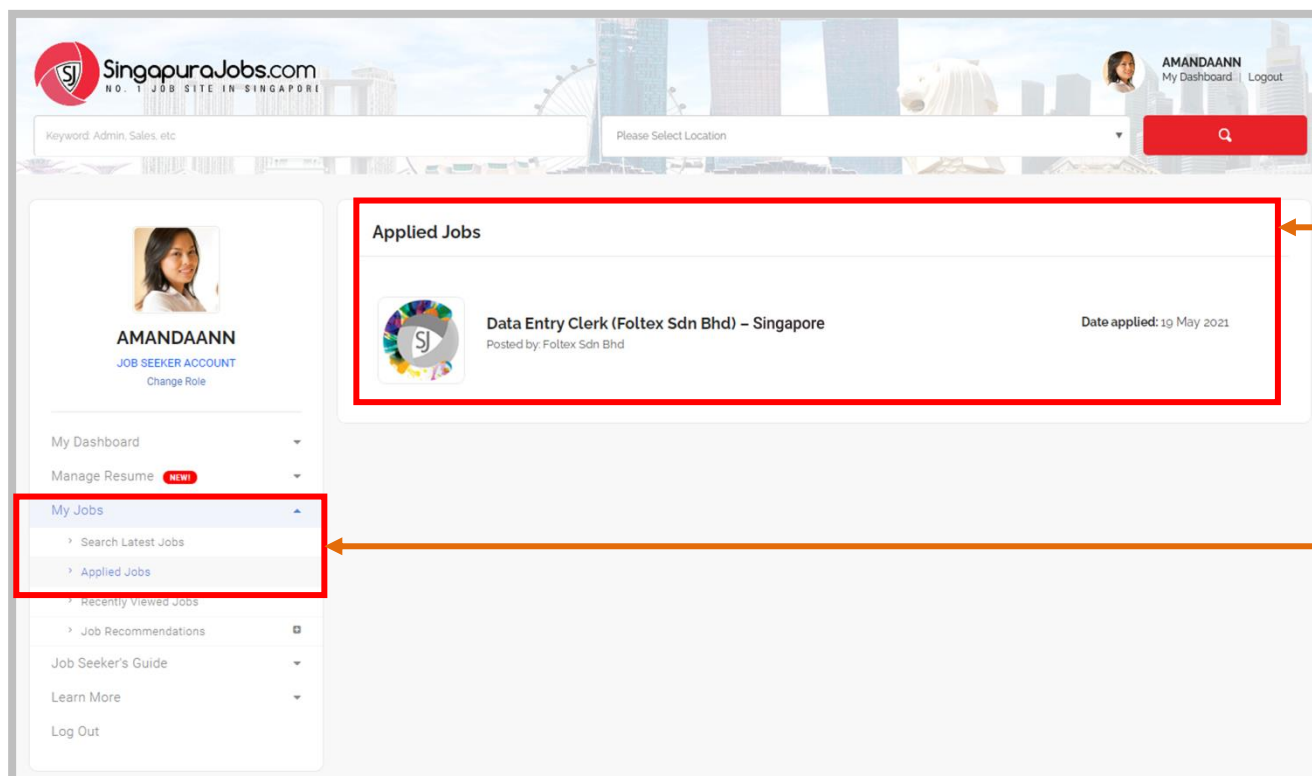 SJ SingapuraJobs.com
NO. 1 JOB SITE IN SINGAPORE
AMANDAANN
My Dashboard | Logout
Keyword: Admin, Sales, etc
Please Select Location
AMANDAANN
JOB SEEKER ACCOUNT
Change Role
My Dashboard
Manage Resume NEW!
My Jobs
Search Latest Jobs
Applied Jobs
Recently Viewed Jobs
Job Recommendations
Job Seeker's Guide
Learn More
Log Out
Applied Jobs
SJ
Data Entry Clerk (Foltex Sdn Bhd) – Singapore
Posted by: Foltex Sdn Bhd
Date applied: 19 May 2021